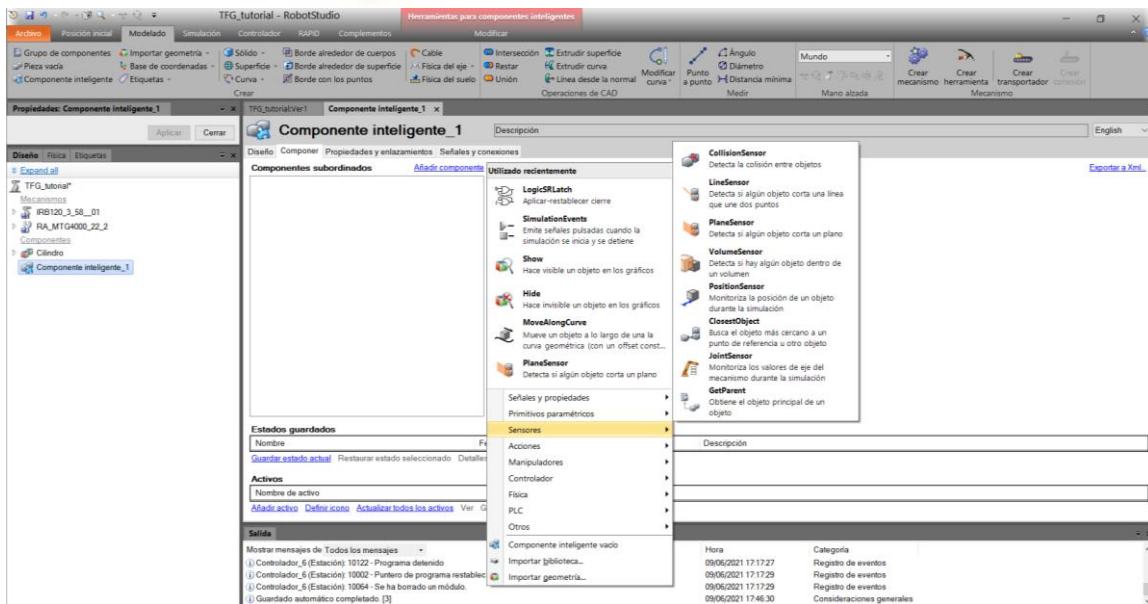 TFG_tutorial - RobotStudio
Herramientas para componentes inteligentes
Archivo Posición inicial Modelado Simulación Controlador RAPID Complementos Modificar
Grupo de componentes Importar geometría
Pieza vacía Base de coordenadas
Componente inteligente Etiquetas
Sólido Borde alrededor de cuerpos
Superficie Borde alrededor de superficie
Curva Borde con los puntos
Cable
Física del eje
Física del suelo
Crear
Intersección Extrudir superficie
Restar Extrudir curva
Unión Línea desde la normal
Modificar curva
Operaciones de CAD
Punto a punto
Ángulo
Diámetro
Distancia mínima
Medir
Mundo
Mano alzada
Crear mecanismo
Crear herramienta
Crear transportador
Crear conexión
Mecanismo
Propiedades: Componente inteligente_1
Aplicar Cerrar
Diseño Física Etiquetas
Expand all
TFG_tutorial*
Mecanismos
IRB120_3_58__01
RA_MTG4000_22_2
Componentes
Cilindro
Componente inteligente_1
TFG_tutorial:Ver1 Componente inteligente_1 x
Componente inteligente_1
Descripción
English
Diseño Componer Propiedades y enlazamientos Señales y conexiones
Componentes subordinados Añadir componente
Exportar a Xml...
Utilizado recientemente
LogicSRLatch
Aplicar-restablecer cierre
SimulationEvents
Emite señales pulsadas cuando la
simulación se inicia y se detiene
Show
Hace visible un objeto en los gráficos
Hide
Hace invisible un objeto en los gráficos
MoveAlongCurve
Mueve un objeto a lo largo de una la
curva geométrica (con un offset const...
PlaneSensor
Detecta si algún objeto corta un plano
Señales y propiedades
Primitivos paramétricos
Sensores
Acciones
Manipuladores
Controlador
Física
PLC
Otros
Componente inteligente vacío
Importar biblioteca...
Importar geometría...
CollisionSensor
Detecta la colisión entre objetos
LineSensor
Detecta si algún objeto corta una línea
que une dos puntos
PlaneSensor
Detecta si algún objeto corta un plano
VolumeSensor
Detecta si hay algún objeto dentro de
un volumen
PositionSensor
Monitoriza la posición de un objeto
durante la simulación
ClosestObject
Busca el objeto más cercano a un
punto de referencia u otro objeto
JointSensor
Monitoriza los valores de eje del
mecanismo durante la simulación
GetParent
Obtiene el objeto principal de un
objeto
Estados guardados
Nombre Fe Descripción
Guardar estado actual Restaurar estado seleccionado Detalles
Activos
Nombre de activo
Añadir activo Definir icono Actualizar todos los activos Ver G
Salida
Mostrar mensajes de Todos los mensajes Hora Categoría
Controlador_6 (Estación): 10122 - Programa detenido 09/06/2021 17:17:27 Registro de eventos
Controlador_6 (Estación): 10002 - Puntero de programa restablec 09/06/2021 17:17:29 Registro de eventos
Controlador_6 (Estación): 10064 - Se ha borrado un módulo. 09/06/2021 17:17:29 Registro de eventos
Guardado automático completado. [3] 09/06/2021 17:46:30 Consideraciones generales